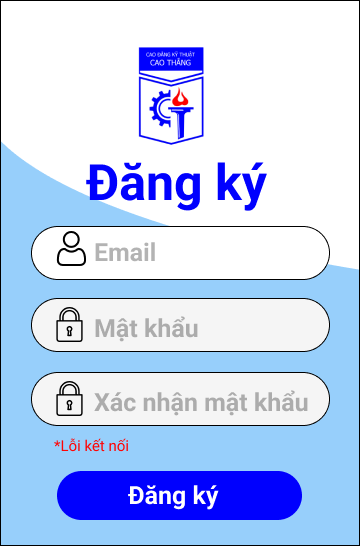 CAO ĐẲNG KỸ THUẬT
CAO THẮNG
Đăng ký
Email
Mật khẩu
Xác nhận mật khẩu
*Lỗi kết nối
Đăng ký